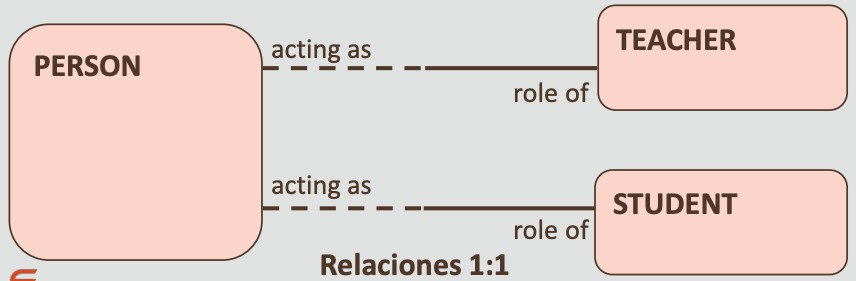 PERSON
acting as
TEACHER
role of
acting as
STUDENT
role of
Relaciones 1:1